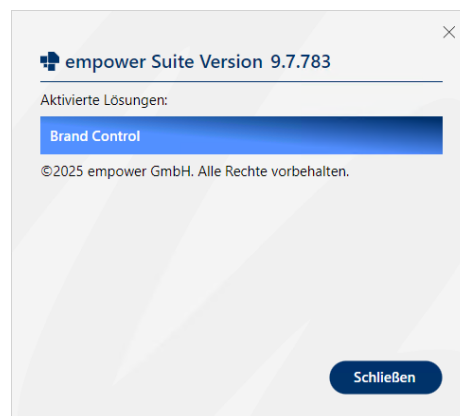 empower Suite Version 9.7.783
Aktivierte Lösungen:
Brand Control
©2025 empower GmbH. Alle Rechte vorbehalten.
Schließen